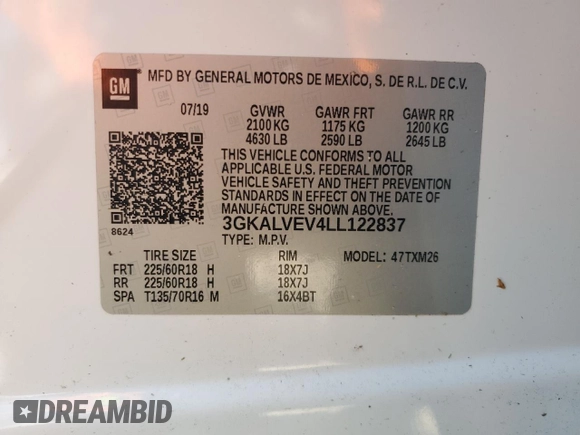 GM
MFD BY GENERAL MOTORS DE MEXICO, S. DE R.L. DE C.V.
07/19 GVWR GAWR FRT GAWR RR
2100 KG 1175 KG 1200 KG
4630 LB 2590 LB 2645 LB
THIS VEHICLE CONFORMS TO ALL
APPLICABLE U.S. FEDERAL MOTOR
VEHICLE SAFETY AND THEFT PREVENTION
STANDARDS IN EFFECT ON THE DATE OF
MANUFACTURE SHOWN ABOVE.
8624
3GKALVEV4LL122837
TYPE: M.P.V.
TIRE SIZE RIM MODEL: 47TXM26
FRT 225/60R18 H 18X7J
RR 225/60R18 H 18X7J
SPA T135/70R16 M 16X4BT
DREAMBID